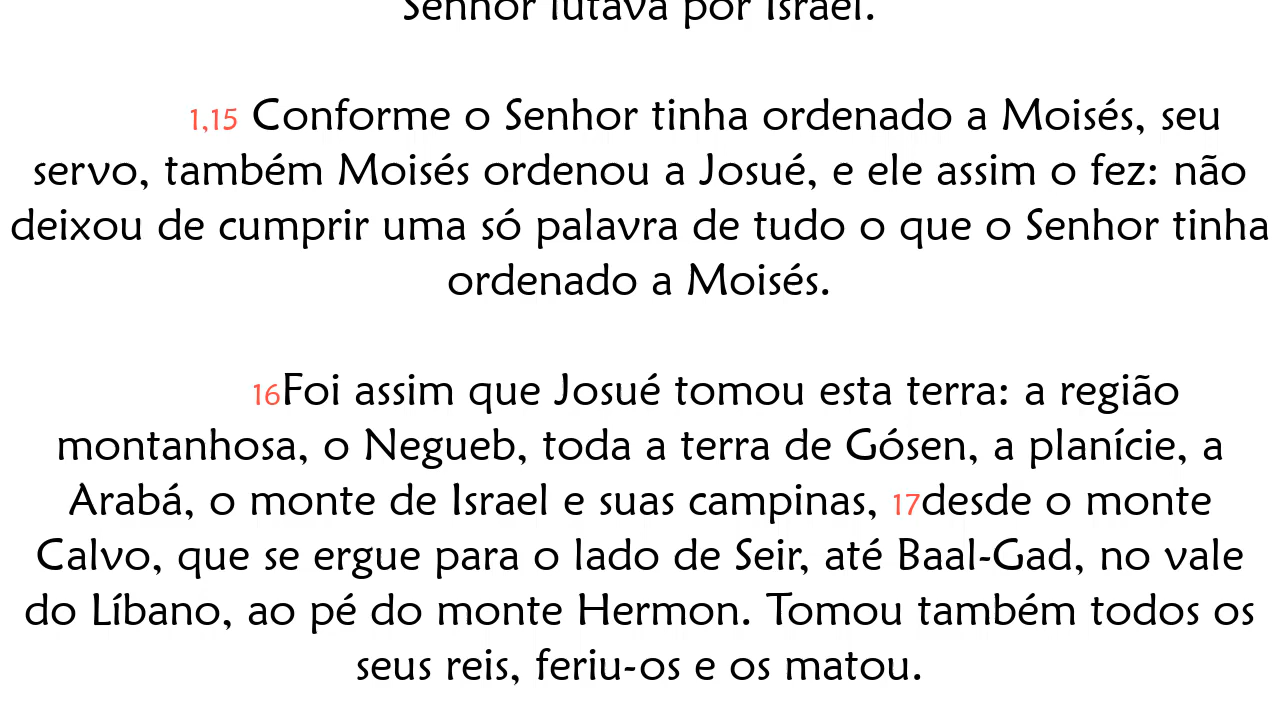 Senhor lutava por Israel.
1,15 Conforme o Senhor tinha ordenado a Moisés, seu
servo, também Moisés ordenou a Josué, e ele assim o fez: não
deixou de cumprir uma só palavra de tudo o que o Senhor tinha
ordenado a Moisés.
16Foi assim que Josué tomou esta terra: a região
montanhosa, o Negueb, toda a terra de Gósen, a planície, a
Arabá, o monte de Israel e suas campinas, 17desde o monte
Calvo, que se ergue para o lado de Seir, até Baal-Gad, no vale
do Líbano, ao pé do monte Hermon. Tomou também todos os
seus reis, feriu-os e os matou.